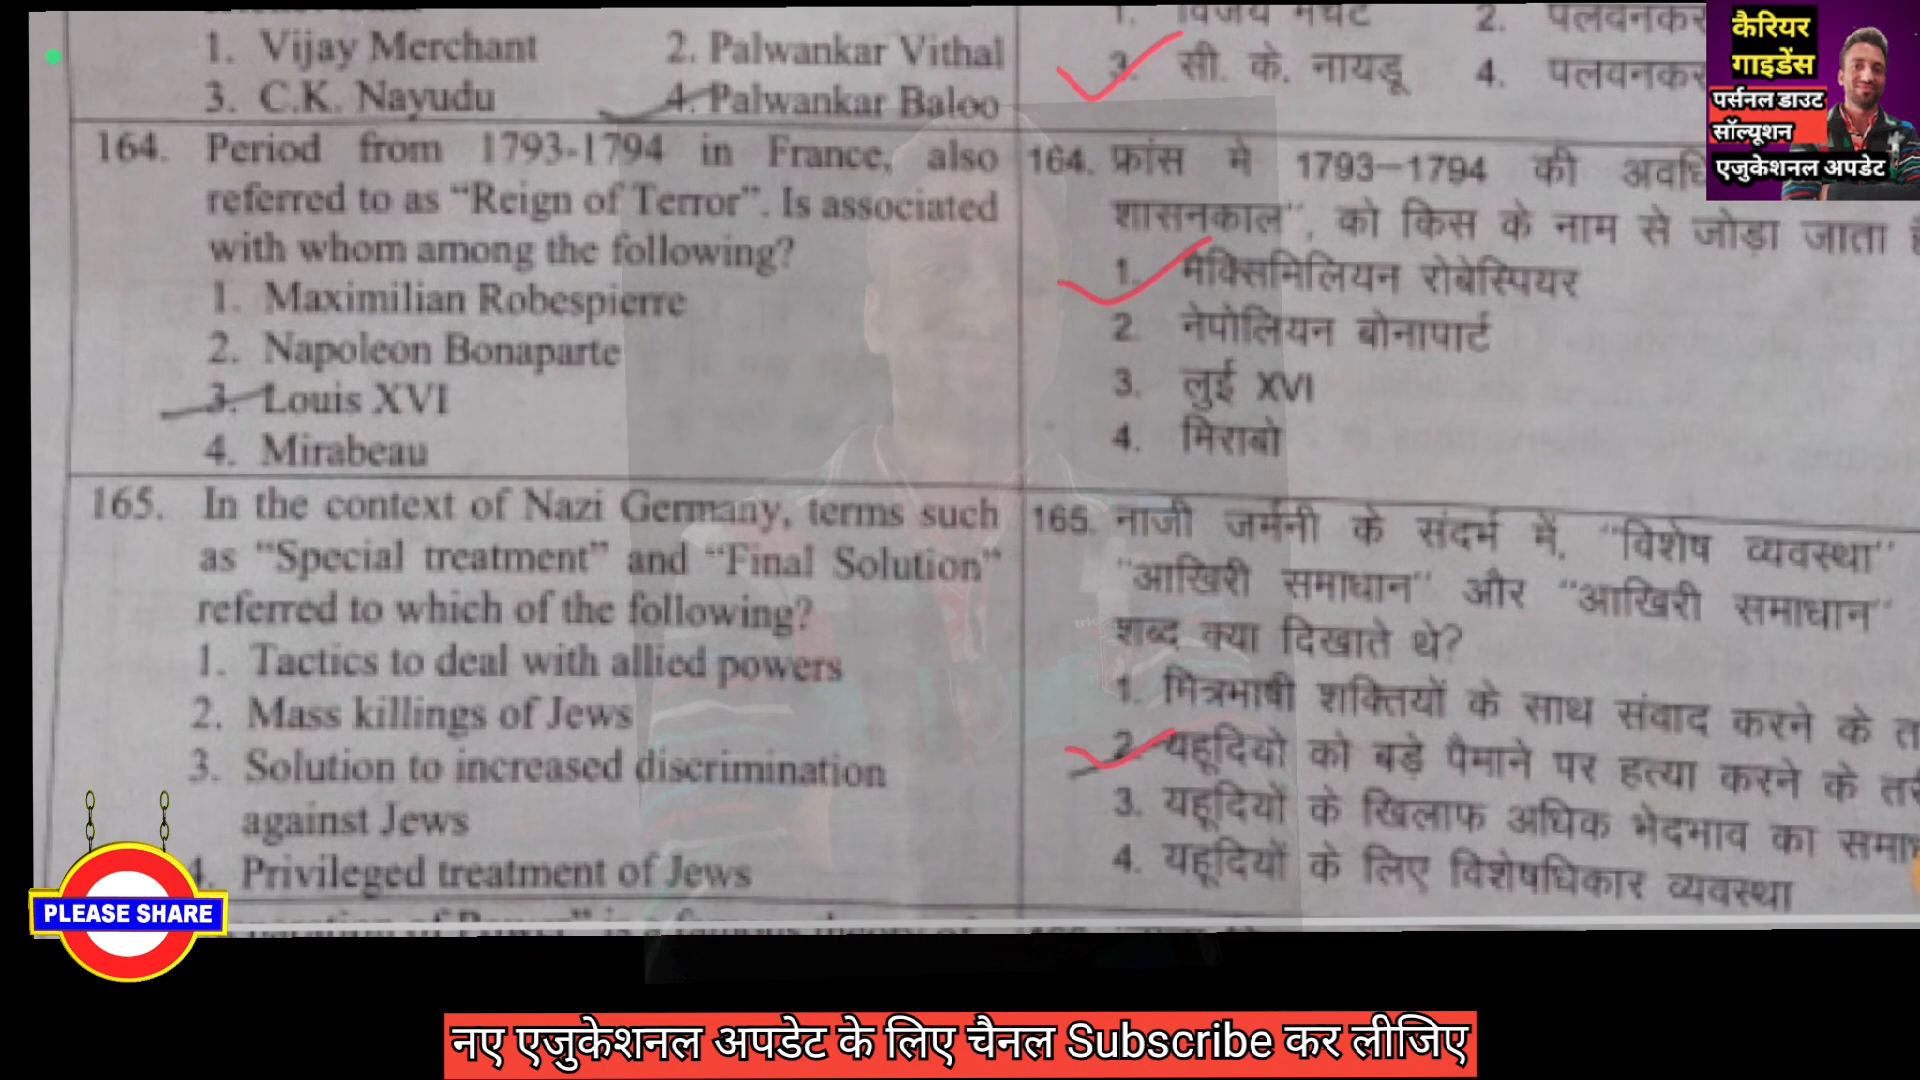 1. Vijay Merchant 2. Palwankar Vithal
3. C.K. Nayudu 4. Palwankar Baloo
164. Period from 1793-1794 in France, also
referred to as “Reign of Terror”. Is associated
with whom among the following?
1. Maximilian Robespierre
2. Napoleon Bonaparte
3. Louis XVI
4. Mirabeau
165. In the context of Nazi Germany, terms such
as “Special treatment” and “Final Solution”
referred to which of the following?
1. Tactics to deal with allied powers
2. Mass killings of Jews
3. Solution to increased discrimination
against Jews
4. Privileged treatment of Jews
1. विजय मर्चेंट 2. पलवनकर
3. सी. के. नायडू 4. पलवनकर
164. फ्रांस मे 1793–1794 की अवधि
शासनकाल”, को किस के नाम से जोड़ा जाता
1. मैक्सिमिलियन रोबेस्पियर
2. नेपोलियन बोनापार्ट
3. लुई XVI
4. मिराबो
165. नाजी जर्मनी के संदर्भ में, “विशेष व्यवस्था”
“आखिरी समाधान” और “आखिरी समाधान”
शब्द क्या दिखाते थे?
1. मित्रभाषी शक्तियों के साथ संवाद करने के
2. यहूदियो को बडे पैमाने पर हत्या करने के
3. यहूदियों के खिलाफ अधिक भेदभाव का
4. यहूदियों के लिए विशेषधिकार व्यवस्था
कैरियर
गाइडेंस
पर्सनल डाउट
सॉल्यूशन
एजुकेशनल अपडेट
PLEASE SHARE
नए एजुकेशनल अपडेट के लिए चैनल Subscribe कर लीजिए